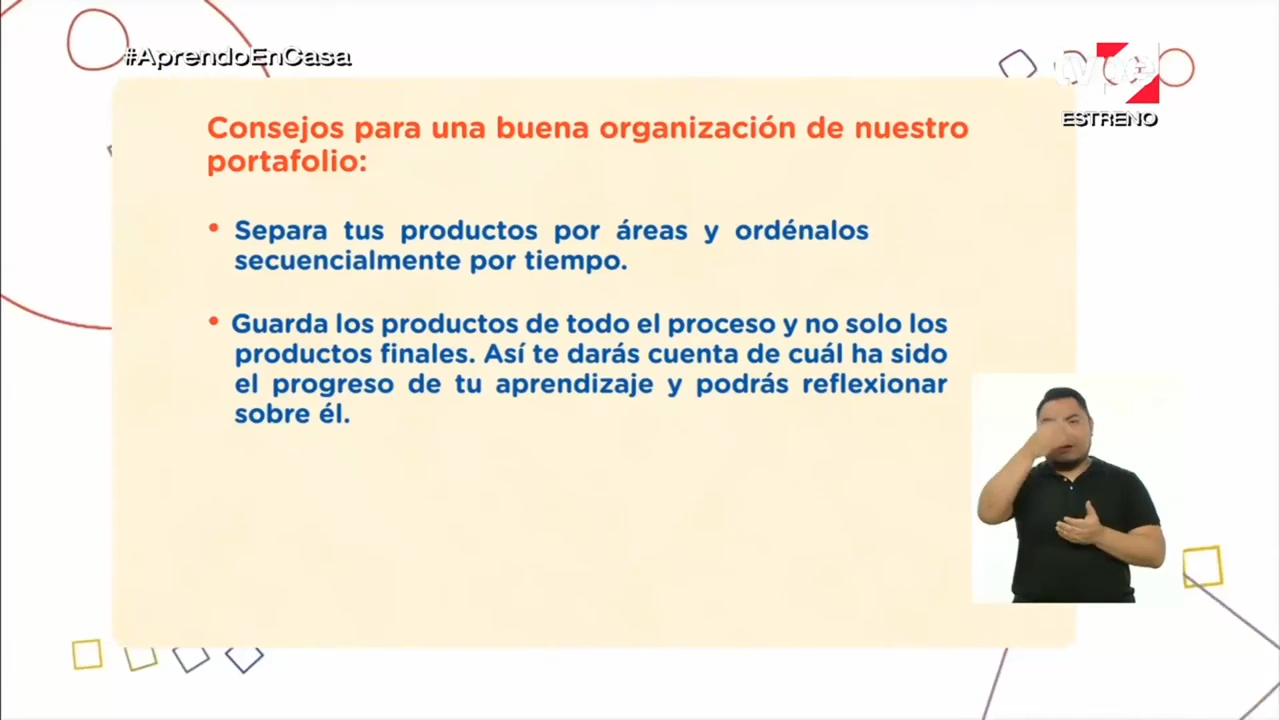 #AprendoEnCasa
tvpe
ESTRENO
Consejos para una buena organización de nuestro
portafolio:
• Separa tus productos por áreas y ordénalos
secuencialmente por tiempo.
• Guarda los productos de todo el proceso y no solo los
productos finales. Así te darás cuenta de cuál ha sido
el progreso de tu aprendizaje y podrás reflexionar
sobre él.